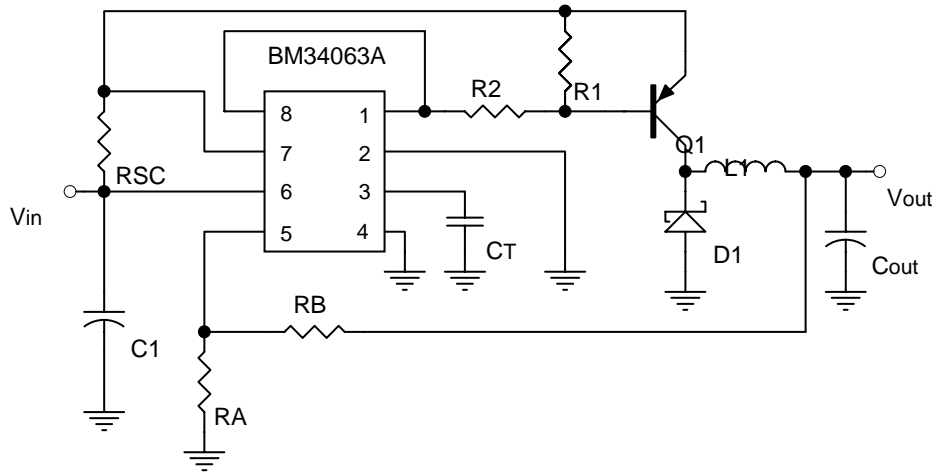 BM34063A
8 1 R2 R1
Q1
7 2 L1
RSC
6 3
Vin Vout
5 4 CT D1 Cout
RB
C1
RA